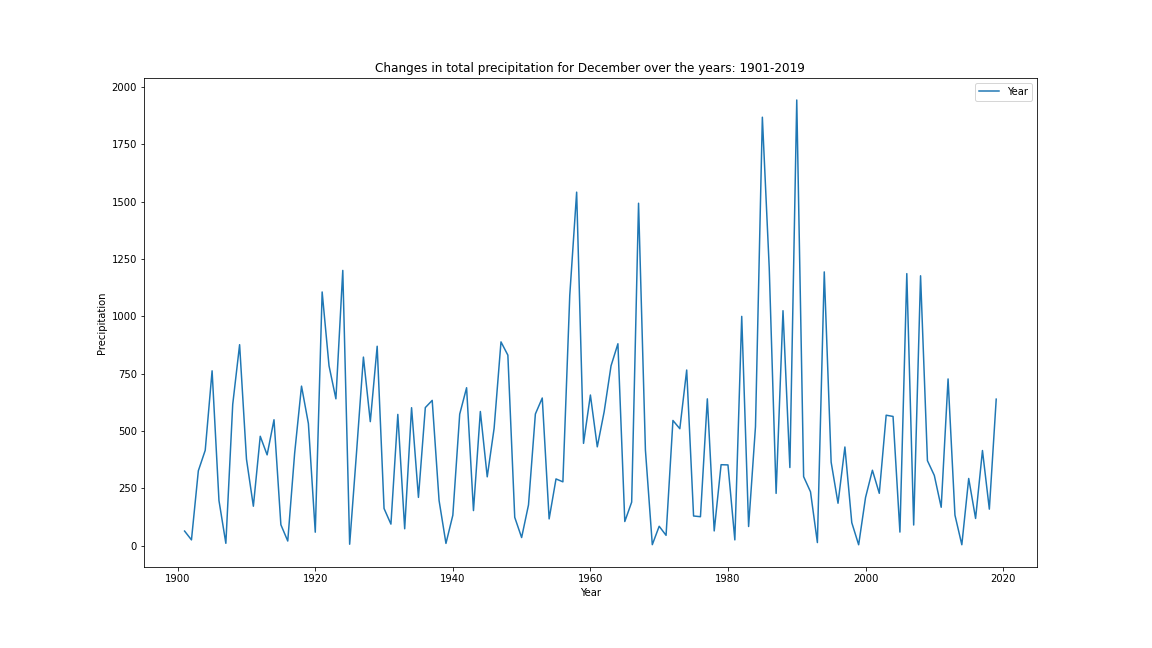 Changes in total precipitation for December over the years: 1901-2019
Year
2000
1750
1500
1250
1000
750
500
250
0
Precipitation
1900 1920 1940 1960 1980 2000 2020
Year